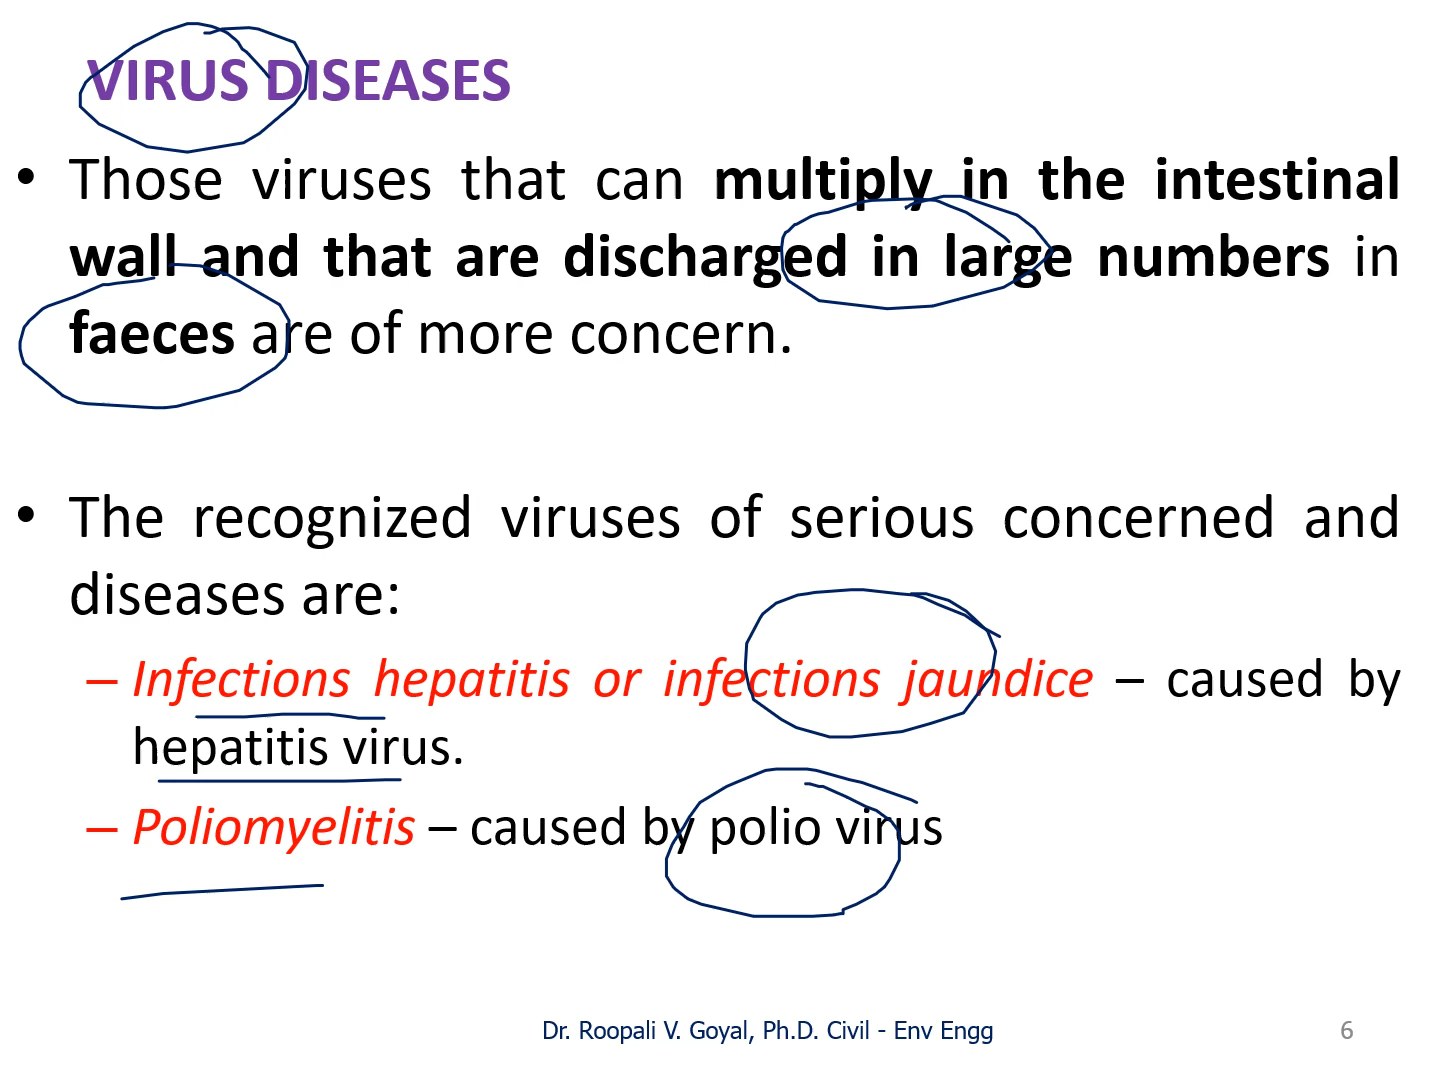 VIRUS DISEASES
• Those viruses that can multiply in the intestinal
wall and that are discharged in large numbers in
faeces are of more concern.
• The recognized viruses of serious concerned and
diseases are:
– Infections hepatitis or infections jaundice – caused by
hepatitis virus.
– Poliomyelitis – caused by polio virus
Dr. Roopali V. Goyal, Ph.D. Civil - Env Engg
6